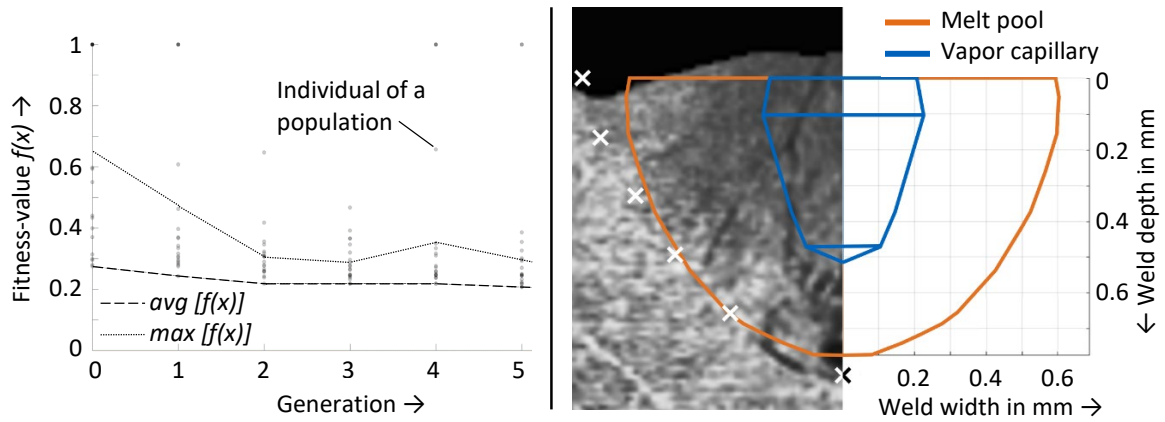 Fitness-value f(x) →
1
0.8
0.6
0.4
0.2
0
Individual of a
population
avg [f(x)]
max [f(x)]
0 1 2 3 4 5
Generation →
Melt pool
Vapor capillary
0
0.2
0.4
0.6
← Weld depth in mm
0.2 0.4 0.6
Weld width in mm →